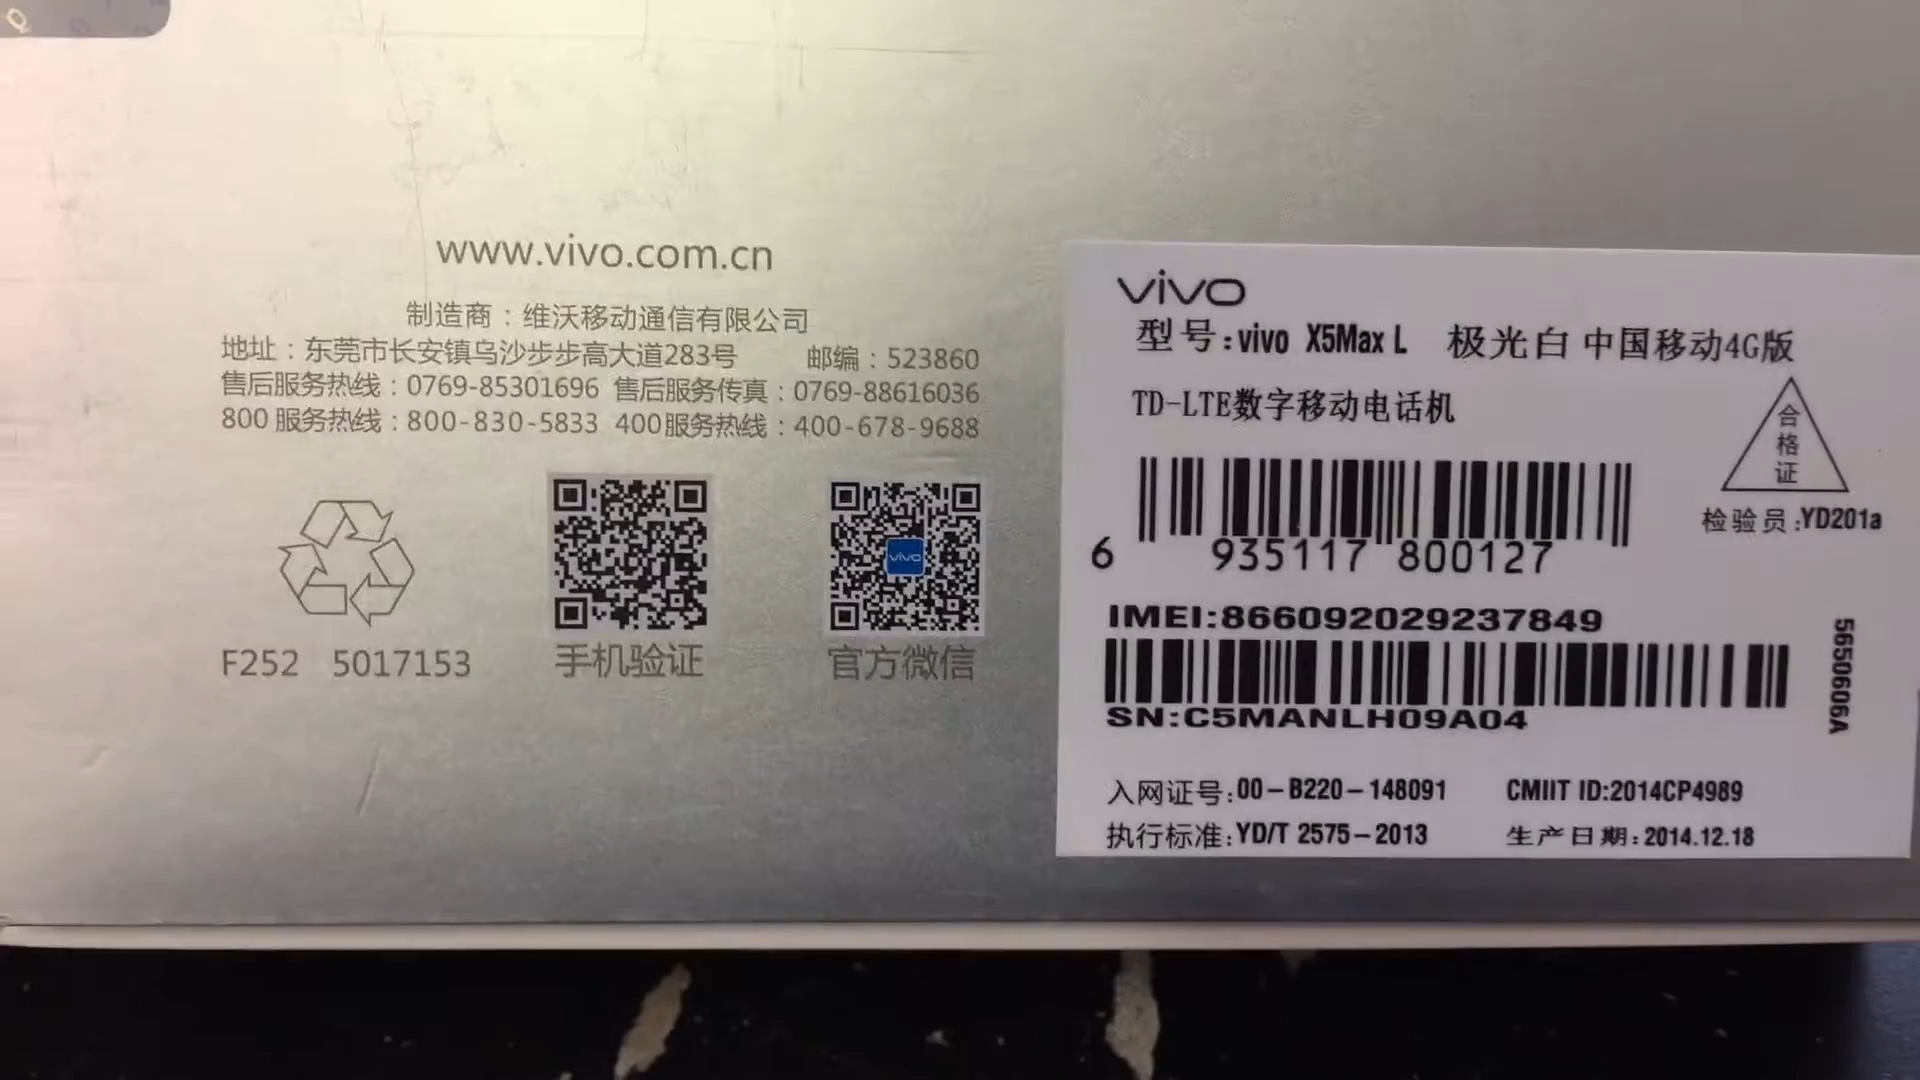 www.vivo.com.cn
制造商：维沃移动通信有限公司
地址：东莞市长安镇乌沙步步高大道283号 邮编：523860
售后服务热线：0769-85301696 售后服务传真：0769-88616036
800服务热线：800-830-5833 400服务热线：400-678-9688
vivo
F252 5017153
手机验证
官方微信
vivo
型号:vivo X5Max L 极光白 中国移动4G版
TD-LTE数字移动电话机
合
格
证
检验员:YD201a
6 935117 800127
IMEI:866092029237849
SN:C5MANLH09A04
5650606A
入网证号:00-B220-148091 CMIIT ID:2014CP4989
执行标准:YD/T 2575-2013 生产日期:2014.12.18